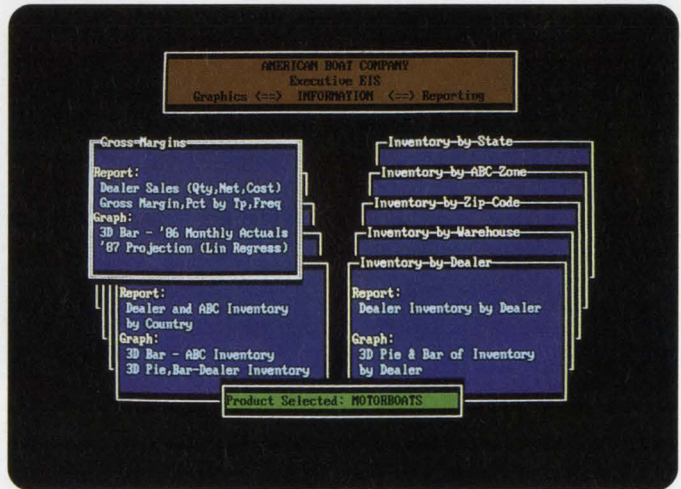 AMERICAN BOAT COMPANY
Executive EIS
Graphics <==> INFORMATION <==> Reporting
Gross-Margins
Report:
Dealer Sales (Qty,Net,Cost)
Gross Margin,Pct by Tp,Freq
Graph:
3D Bar - '86 Monthly Actuals
'87 Projection (Lin Regress)
Report:
Dealer and ABC Inventory
by Country
Graph:
3D Bar - ABC Inventory
3D Pie,Bar-Dealer Inventory
Inventory-by-State
Inventory-by-ABC-Zone
Inventory-by-Zip-Code
Inventory-by-Warehouse
Inventory-by-Dealer
Report:
Dealer Inventory by Dealer
Graph:
3D Pie & Bar of Inventory
by Dealer
Product Selected: MOTORBOATS